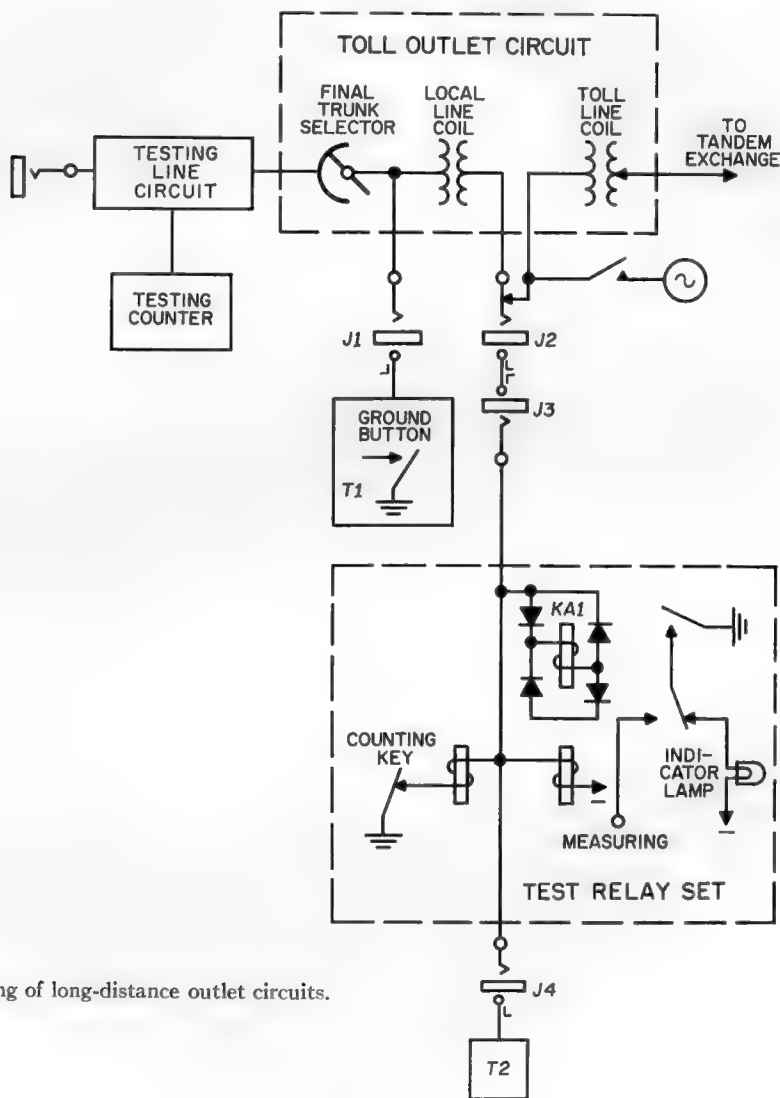 TOLL OUTLET CIRCUIT
FINAL
TRUNK
SELECTOR
LOCAL
LINE
COIL
TOLL
LINE
COIL
TO
TANDEM
EXCHANGE
TESTING
LINE
CIRCUIT
TESTING
COUNTER
J1
J2
J3
GROUND
BUTTON
T1
KA1
COUNTING
KEY
INDI-
CATOR
LAMP
MEASURING
TEST RELAY SET
J4
T2
ng of long-distance outlet circuits.